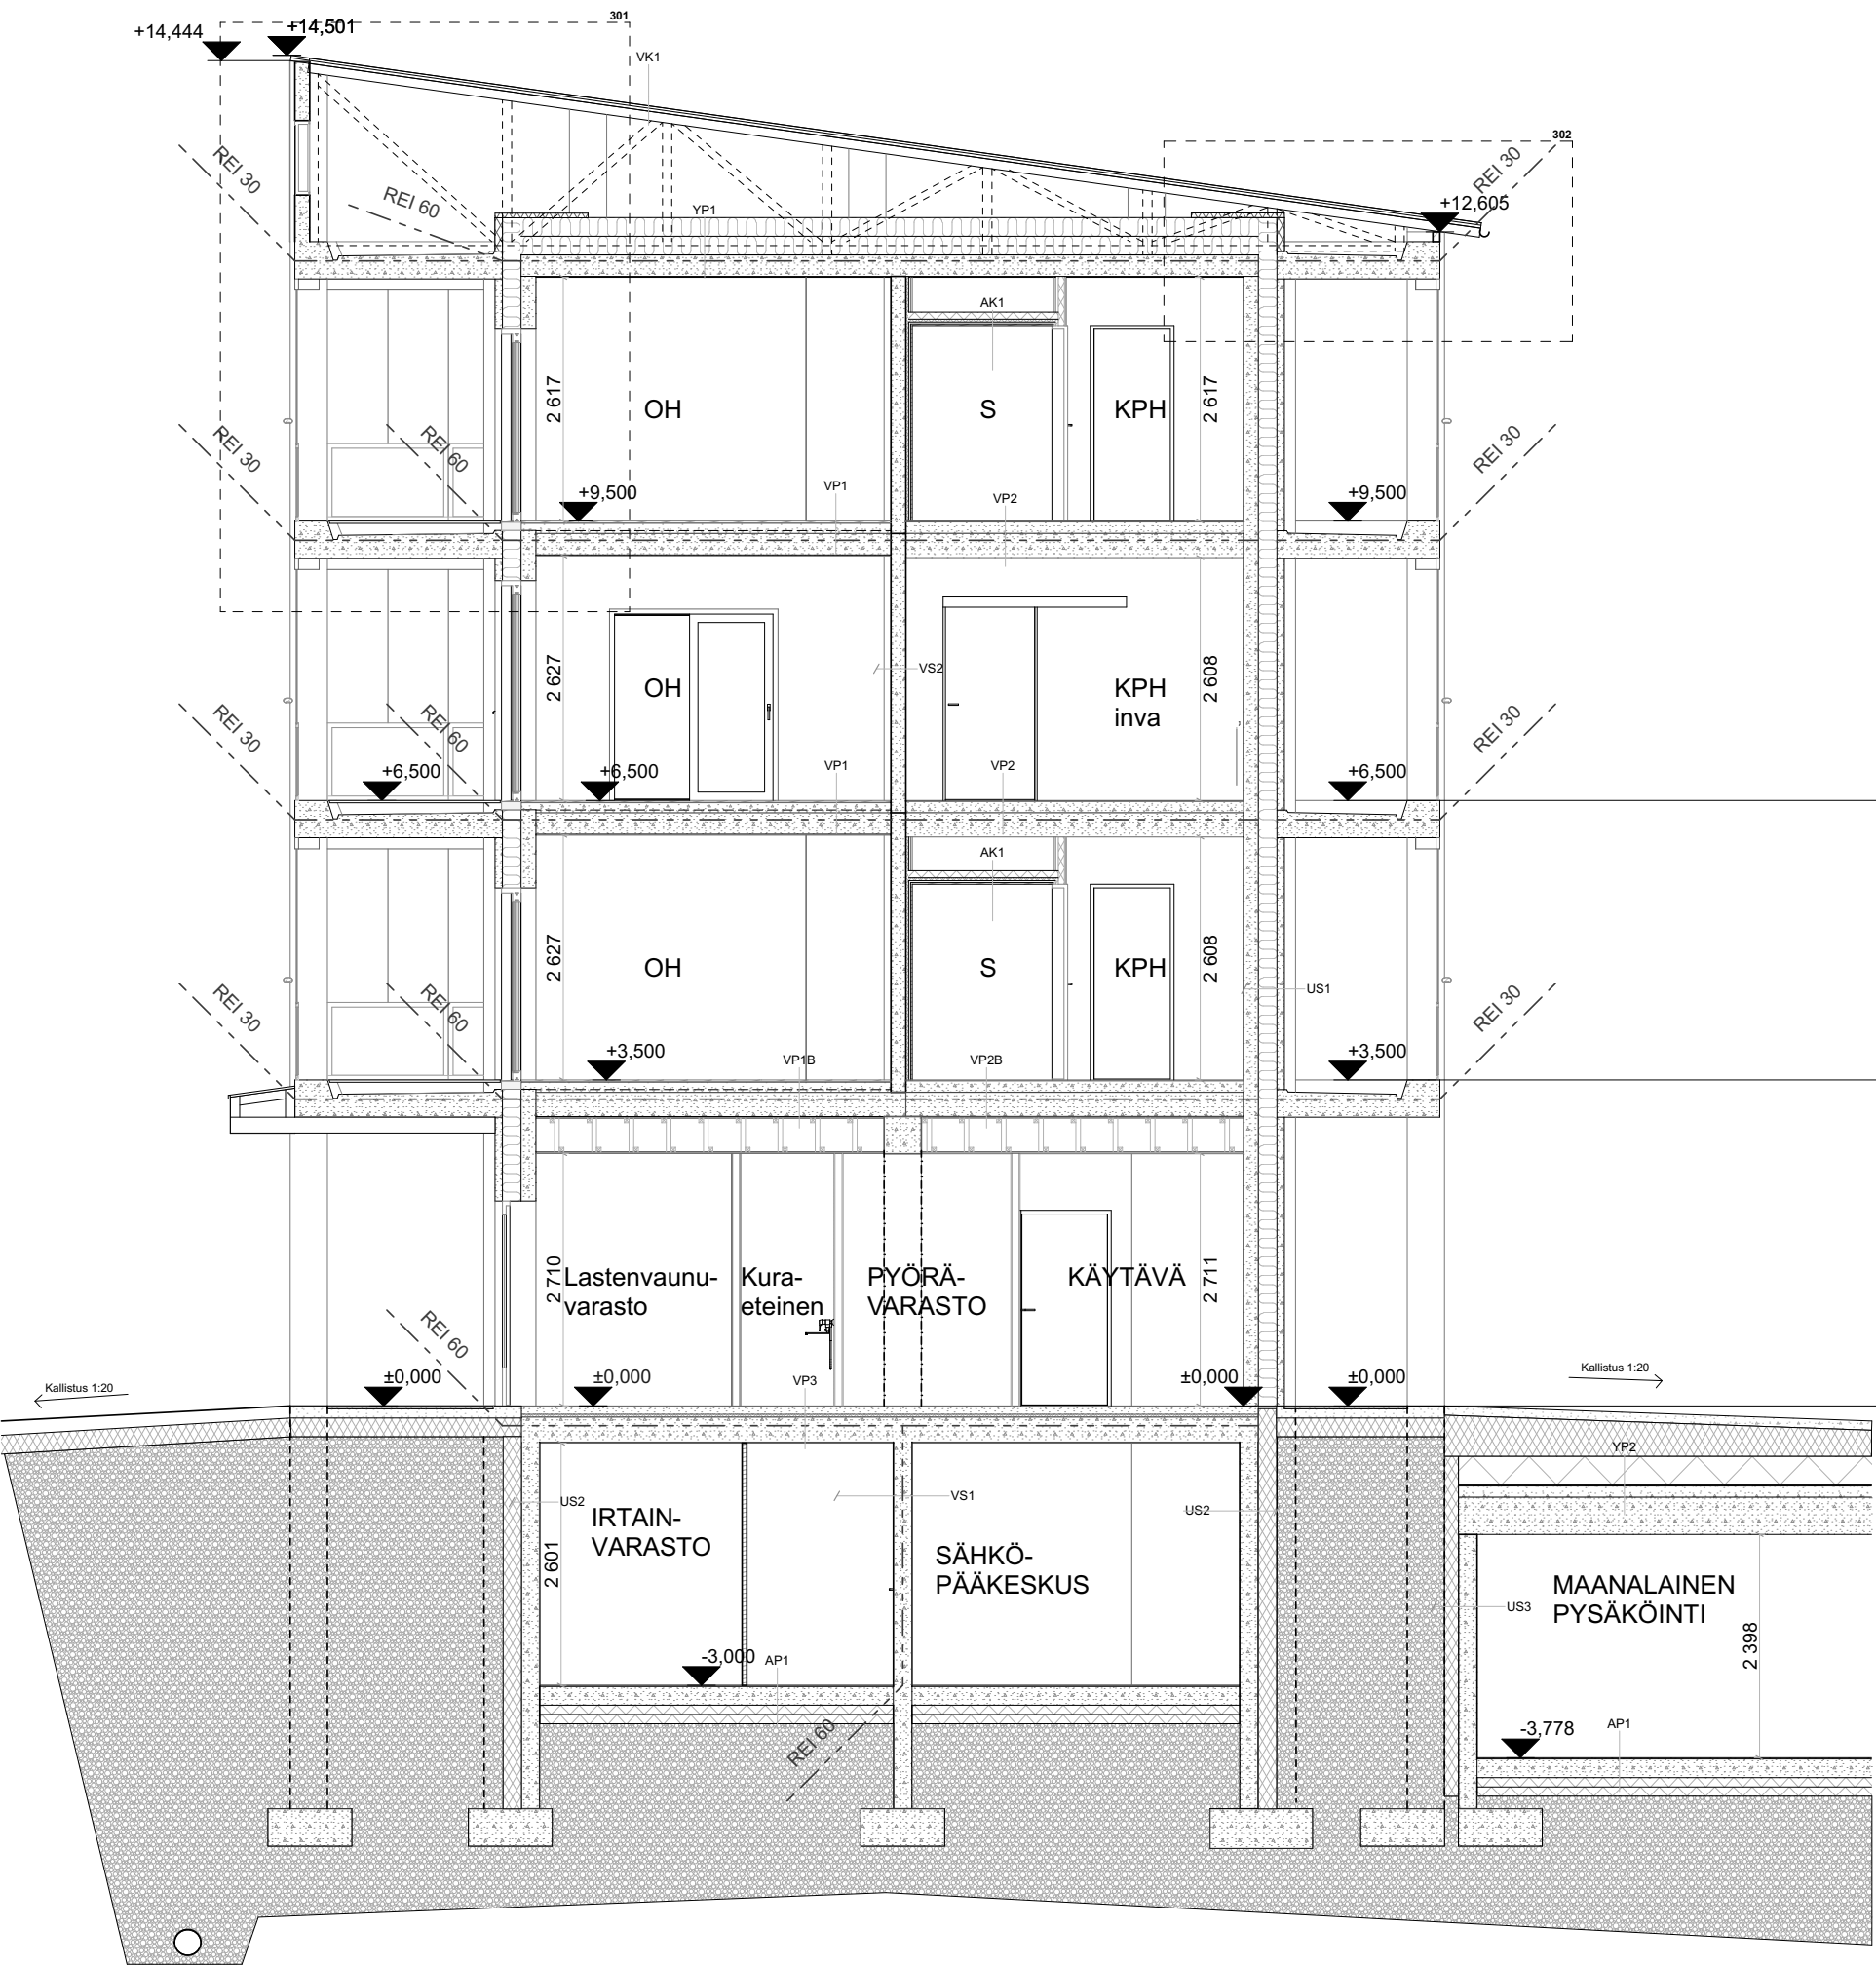 301
+14,444
+14,501
VK1
302
REI 30
REI 60
REI 30
YP1
+12,605
AK1
2 617
OH
S
KPH
2 617
REI 30
REI 60
REI 30
+9,500
VP1
VP2
+9,500
2 627
OH
VS2
KPH
inva
2 608
REI 30
REI 60
REI 30
+6,500
+6,500
VP1
VP2
+6,500
AK1
2 627
OH
S
KPH
2 608
US1
REI 30
REI 60
REI 30
+3,500
VP1B
VP2B
+3,500
2 710
Lastenvaunu-
varasto
Kura-
eteinen
PYÖRÄ-
VARASTO
KÄYTÄVÄ
2 711
REI 60
Kallistus 1:20
±0,000
±0,000
VP3
±0,000
±0,000
Kallistus 1:20
YP2
US2
VS1
US2
IRTAIN-
VARASTO
2 601
SÄHKÖ-
PÄÄKESKUS
MAANALAINEN
PYSÄKÖINTI
US3
2 398
-3,000
AP1
REI 60
-3,778
AP1